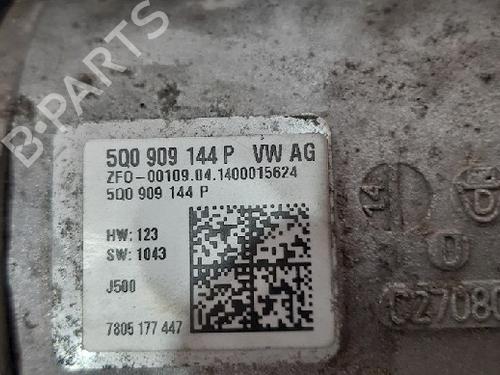 B-PARTS
5Q0 909 144 P VW AG
ZFO-00109.04.1400015624
5Q0 909 144 P
HW: 123
SW: 1043
J500
7805 177 447
14
D
D
C2708